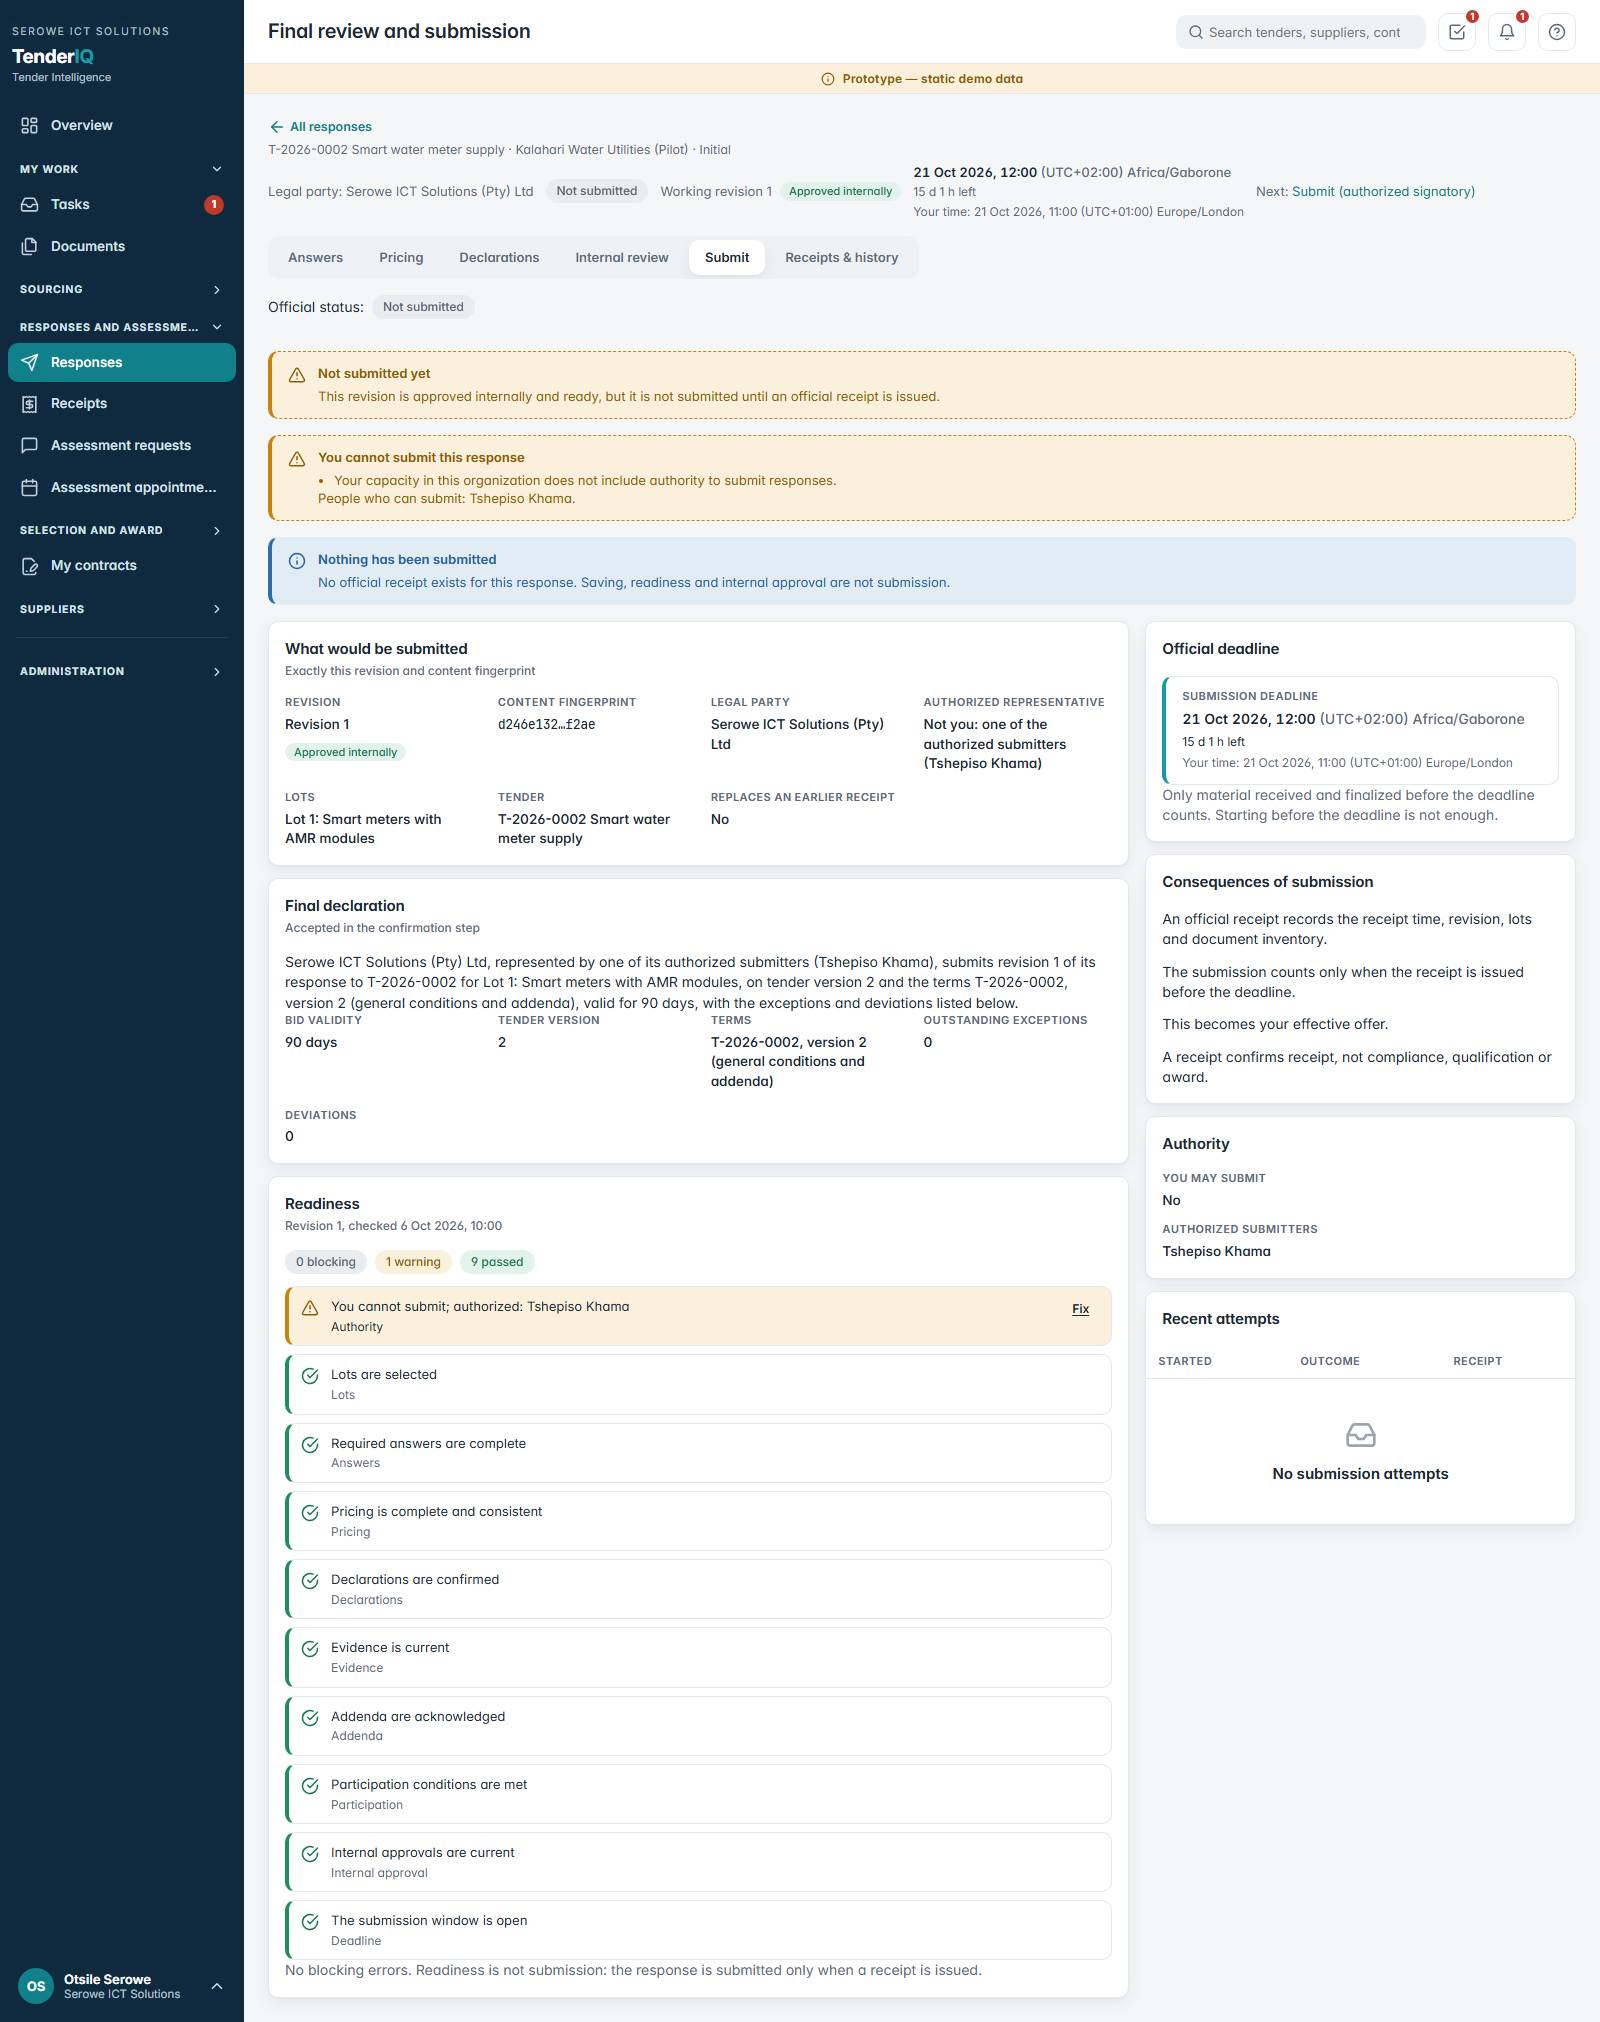 SEROWE ICT SOLUTIONS
TenderIQ
Tender Intelligence
Overview
MY WORK
Tasks
1
Documents
SOURCING
RESPONSES AND ASSESSME...
Responses
Receipts
Assessment requests
Assessment appointme...
SELECTION AND AWARD
My contracts
SUPPLIERS
ADMINISTRATION
OS
Otsile Serowe
Serowe ICT Solutions
Final review and submission
Search tenders, suppliers, cont
1
1
Prototype — static demo data
All responses
T-2026-0002 Smart water meter supply · Kalahari Water Utilities (Pilot) · Initial
Legal party: Serowe ICT Solutions (Pty) Ltd
Not submitted
Working revision 1
Approved internally
21 Oct 2026, 12:00 (UTC+02:00) Africa/Gaborone
15 d 1 h left
Your time: 21 Oct 2026, 11:00 (UTC+01:00) Europe/London
Next: Submit (authorized signatory)
Answers
Pricing
Declarations
Internal review
Submit
Receipts & history
Official status:
Not submitted
Not submitted yet
This revision is approved internally and ready, but it is not submitted until an official receipt is issued.
You cannot submit this response
• Your capacity in this organization does not include authority to submit responses.
People who can submit: Tshepiso Khama.
Nothing has been submitted
No official receipt exists for this response. Saving, readiness and internal approval are not submission.
What would be submitted
Exactly this revision and content fingerprint
REVISION
Revision 1
Approved internally
CONTENT FINGERPRINT
d246e132…f2ae
LEGAL PARTY
Serowe ICT Solutions (Pty)
Ltd
AUTHORIZED REPRESENTATIVE
Not you: one of the
authorized submitters
(Tshepiso Khama)
LOTS
Lot 1: Smart meters with
AMR modules
TENDER
T-2026-0002 Smart water
meter supply
REPLACES AN EARLIER RECEIPT
No
Final declaration
Accepted in the confirmation step
Serowe ICT Solutions (Pty) Ltd, represented by one of its authorized submitters (Tshepiso Khama), submits revision 1 of its
response to T-2026-0002 for Lot 1: Smart meters with AMR modules, on tender version 2 and the terms T-2026-0002,
version 2 (general conditions and addenda), valid for 90 days, with the exceptions and deviations listed below.
BID VALIDITY
90 days
TENDER VERSION
2
TERMS
T-2026-0002, version 2
(general conditions and
addenda)
OUTSTANDING EXCEPTIONS
0
DEVIATIONS
0
Readiness
Revision 1, checked 6 Oct 2026, 10:00
0 blocking
1 warning
9 passed
You cannot submit; authorized: Tshepiso Khama
Authority
Fix
Lots are selected
Lots
Required answers are complete
Answers
Pricing is complete and consistent
Pricing
Declarations are confirmed
Declarations
Evidence is current
Evidence
Addenda are acknowledged
Addenda
Participation conditions are met
Participation
Internal approvals are current
Internal approval
The submission window is open
Deadline
No blocking errors. Readiness is not submission: the response is submitted only when a receipt is issued.
Official deadline
SUBMISSION DEADLINE
21 Oct 2026, 12:00 (UTC+02:00) Africa/Gaborone
15 d 1 h left
Your time: 21 Oct 2026, 11:00 (UTC+01:00) Europe/London
Only material received and finalized before the deadline
counts. Starting before the deadline is not enough.
Consequences of submission
An official receipt records the receipt time, revision, lots
and document inventory.
The submission counts only when the receipt is issued
before the deadline.
This becomes your effective offer.
A receipt confirms receipt, not compliance, qualification or
award.
Authority
YOU MAY SUBMIT
No
AUTHORIZED SUBMITTERS
Tshepiso Khama
Recent attempts
STARTED
OUTCOME
RECEIPT
No submission attempts